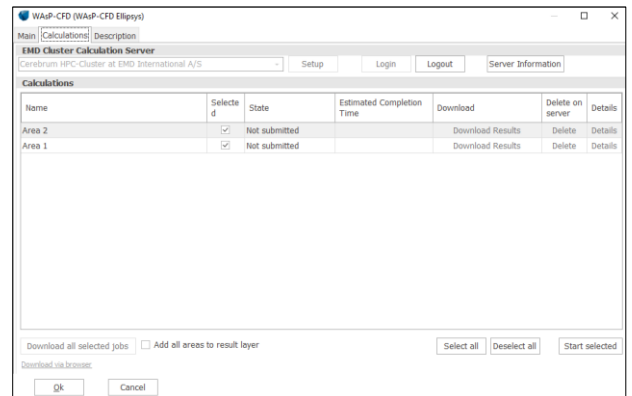 WAsP-CFD (WAsP-CFD Ellipsys)
Main Calculations Description
EMD Cluster Calculation Server
Cerebrum HPC-Cluster at EMD International A/S Setup Login Logout Server Information
Calculations
Name Selecte d State Estimated Completion Time Download Delete on server Details
Area 2 Not submitted Download Results Delete Details
Area 1 Not submitted Download Results Delete Details
Download all selected jobs Add all areas to result layer Select all Deselect all Start selected
Download via browser
Ok Cancel